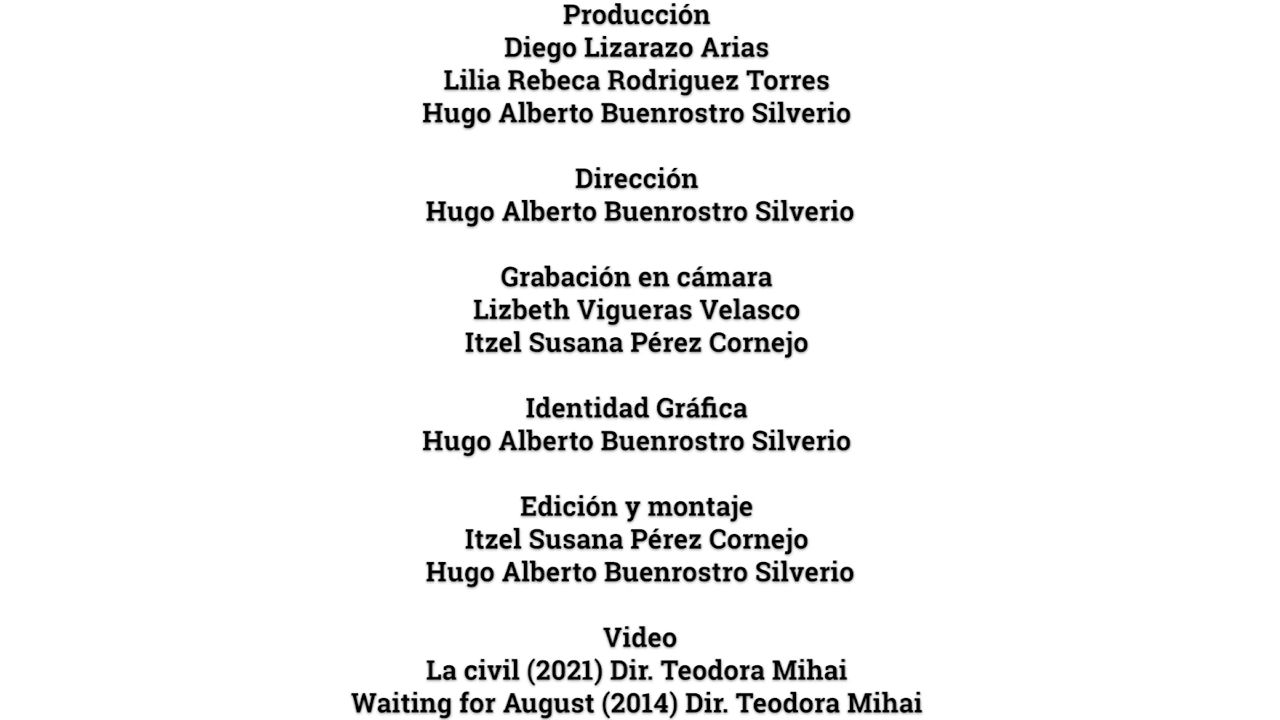 Producción
Diego Lizarazo Arias
Lilia Rebeca Rodriguez Torres
Hugo Alberto Buenrostro Silverio
Dirección
Hugo Alberto Buenrostro Silverio
Grabación en cámara
Lizbeth Vigueras Velasco
Itzel Susana Pérez Cornejo
Identidad Gráfica
Hugo Alberto Buenrostro Silverio
Edición y montaje
Itzel Susana Pérez Cornejo
Hugo Alberto Buenrostro Silverio
Video
La civil (2021) Dir. Teodora Mihai
Waiting for August (2014) Dir. Teodora Mihai